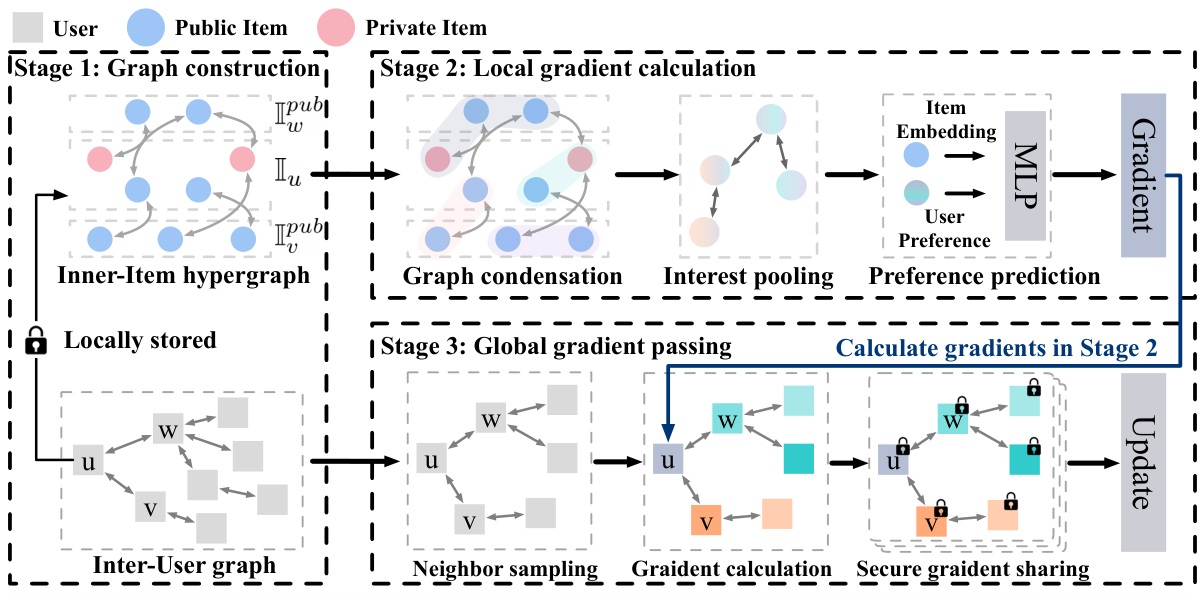 User
Public Item
Private Item
Stage 1: Graph construction
𝕀_w^{pub}
𝕀_u
𝕀_v^{pub}
Inner-Item hypergraph
Locally stored
u
w
v
Inter-User graph
Stage 2: Local gradient calculation
Graph condensation
Interest pooling
Item
Embedding
User
Preference
MLP
Preference prediction
Gradient
Stage 3: Global gradient passing
Calculate gradients in Stage 2
u
w
v
Neighbor sampling
u
w
v
Graident calculation
u
w
v
Secure graident sharing
Update